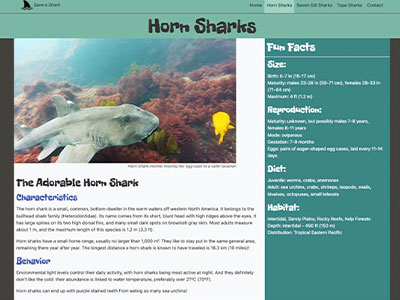 Save a Shark
Home Horn Sharks Seven Gill Sharks Tope Sharks Contact
Horn Sharks
Horn Shark mother moving her egg case to a safer location.
The Adorable Horn Shark
Characteristics
The horn shark is a small, common, bottom-dweller in the warm waters off western North America. It belongs to the
bullhead shark family (Heterodontidae). Its name comes from its short, blunt head with high ridges above the eyes. It
has large spines on its two high dorsal fins, and many small dark spots on its brownish gray skin. Most adults measure
about 1 m, and the maximum length of this species is 1.2 m (3.9 ft).
Horn sharks have a small home range, usually no larger than 1,000 m². They like to stay put in the same general area,
remaining there year after year. The longest distance a horn shark is known to have traveled is 16.3 km (10 miles)!
Behavior
Environmental light levels control their daily activity, with horn sharks being most active at night. And they definitely
don't like the cold: their abundance is linked to water temperature, preferably over 21ºC (70ºF).
Horn sharks can end up with purple stained teeth from eating so many sea urchins!
Fun Facts
Size:
Birth: 6-7 in (16-17 cm)
Maturity: males 23-28 in (58-71 cm), females 28-33 in
(71-84 cm)
Maximum: 4 ft (1.2 m)
Reproduction:
Maturity: unknown, but possibly males 7-9 years,
females 8-11 years
Mode: oviparous
Gestation: 7-9 months
Eggs: pairs of auger-shaped egg cases, laid every 11-14
days
Diet:
Juvenile: worms, anemones
Adult: sea urchins, crabs, shrimps, isopods, snails,
bivalves, octopuses, small teleosts
Habitat:
Intertidal, Sandy Plains, Rocky Reefs, Kelp Forests
Depth: intertidal - 490 ft (150 m)
Distribution: Tropical Eastern Pacific